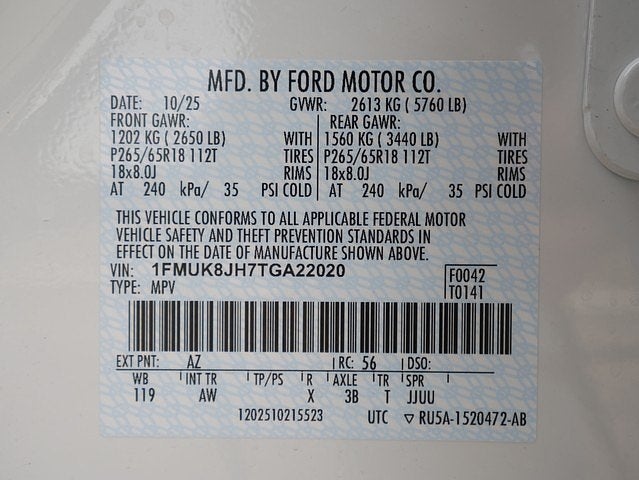 MFD. BY FORD MOTOR CO.
DATE: 10/25 GVWR: 2613 KG (5760 LB)
FRONT GAWR: REAR GAWR:
1202 KG (2650 LB) WITH 1560 KG (3440 LB) WITH
P265/65R18 112T TIRES P265/65R18 112T TIRES
18x8.0J RIMS 18x8.0J RIMS
AT 240 kPa/ 35 PSI COLD AT 240 kPa/ 35 PSI COLD
THIS VEHICLE CONFORMS TO ALL APPLICABLE FEDERAL MOTOR
VEHICLE SAFETY AND THEFT PREVENTION STANDARDS IN
EFFECT ON THE DATE OF MANUFACTURE SHOWN ABOVE.
VIN: 1FMUK8JH7TGA22020 F0042
TYPE: MPV T0141
EXT PNT: AZ RC: 56 DSO:
WB INT TR TP/PS R AXLE TR SPR
119 AW X 3B T JJUU
1202510215523 UTC ▽ RU5A-1520472-AB